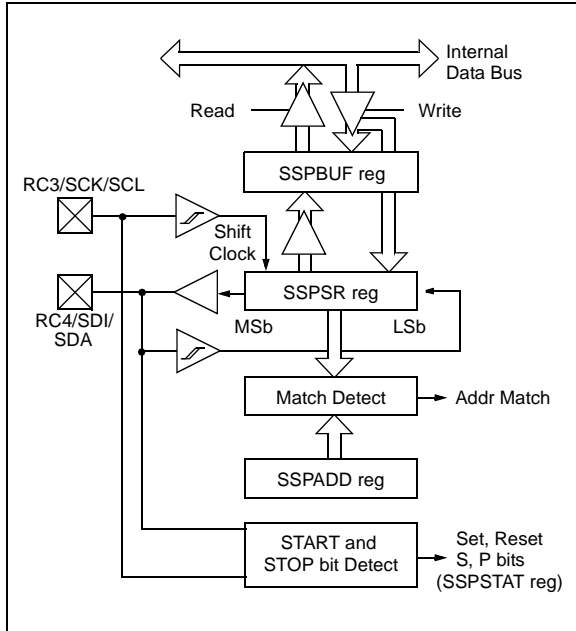 Internal
Data Bus
Read
Write
SSPBUF reg
RC3/SCK/SCL
Shift
Clock
SSPSR reg
MSb
LSb
RC4/SDI/
SDA
Match Detect
Addr Match
SSPADD reg
START and
STOP bit Detect
Set, Reset
S, P bits
(SSPSTAT reg)